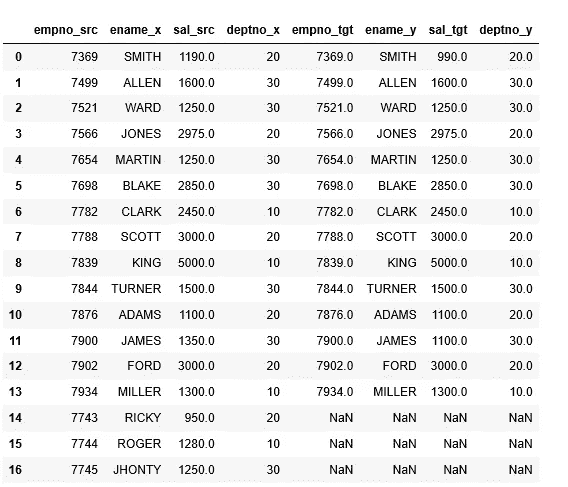 empno_src ename_x sal_src deptno_x empno_tgt ename_y sal_tgt deptno_y
0 7369 SMITH 1190.0 20 7369.0 SMITH 990.0 20.0
1 7499 ALLEN 1600.0 30 7499.0 ALLEN 1600.0 30.0
2 7521 WARD 1250.0 30 7521.0 WARD 1250.0 30.0
3 7566 JONES 2975.0 20 7566.0 JONES 2975.0 20.0
4 7654 MARTIN 1250.0 30 7654.0 MARTIN 1250.0 30.0
5 7698 BLAKE 2850.0 30 7698.0 BLAKE 2850.0 30.0
6 7782 CLARK 2450.0 10 7782.0 CLARK 2450.0 10.0
7 7788 SCOTT 3000.0 20 7788.0 SCOTT 3000.0 20.0
8 7839 KING 5000.0 10 7839.0 KING 5000.0 10.0
9 7844 TURNER 1500.0 30 7844.0 TURNER 1500.0 30.0
10 7876 ADAMS 1100.0 20 7876.0 ADAMS 1100.0 20.0
11 7900 JAMES 1350.0 30 7900.0 JAMES 1100.0 30.0
12 7902 FORD 3000.0 20 7902.0 FORD 3000.0 20.0
13 7934 MILLER 1300.0 10 7934.0 MILLER 1300.0 10.0
14 7743 RICKY 950.0 20 NaN NaN NaN NaN
15 7744 ROGER 1280.0 10 NaN NaN NaN NaN
16 7745 JHONTY 1250.0 30 NaN NaN NaN NaN